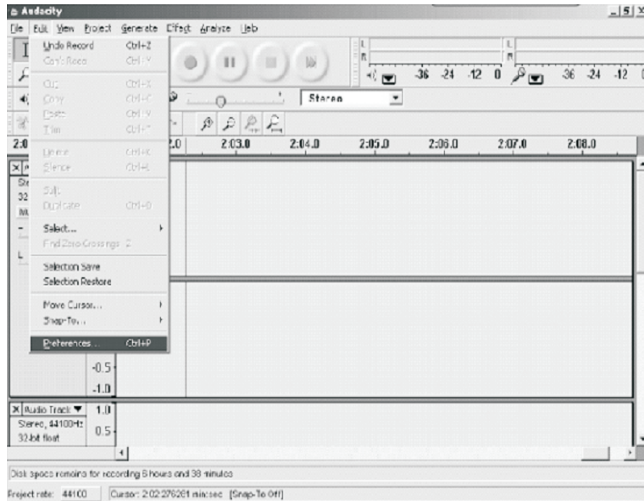 Audacity
File Edit View Project Generate Effect Analyze Help
Undo Record Ctrl+Z
Can't Redo Ctrl+Y
Cut Ctrl+X
Copy Ctrl+C
Paste Ctrl+V
Trim Ctrl+T
Silence Ctrl+L
Split
Duplicate Ctrl+D
Select...
Find Zero Crossings Z
Selection Save
Selection Restore
Move Cursor...
Snap-To...
Preferences... Ctrl+P
L
R
-36 -24 -12 0
L
R
-36 -24 -12
Stereo
2:03.0 2:04.0 2:05.0 2:06.0 2:07.0 2:08.0
-0.5
-1.0
Audio Track 1.0
Stereo, 44100Hz
32-bit float
0.5
Disk space remains for recording 6 hours and 38 minutes
Project rate: 44100 Cursor: 2:02.276281 min:sec [Snap-To Off]